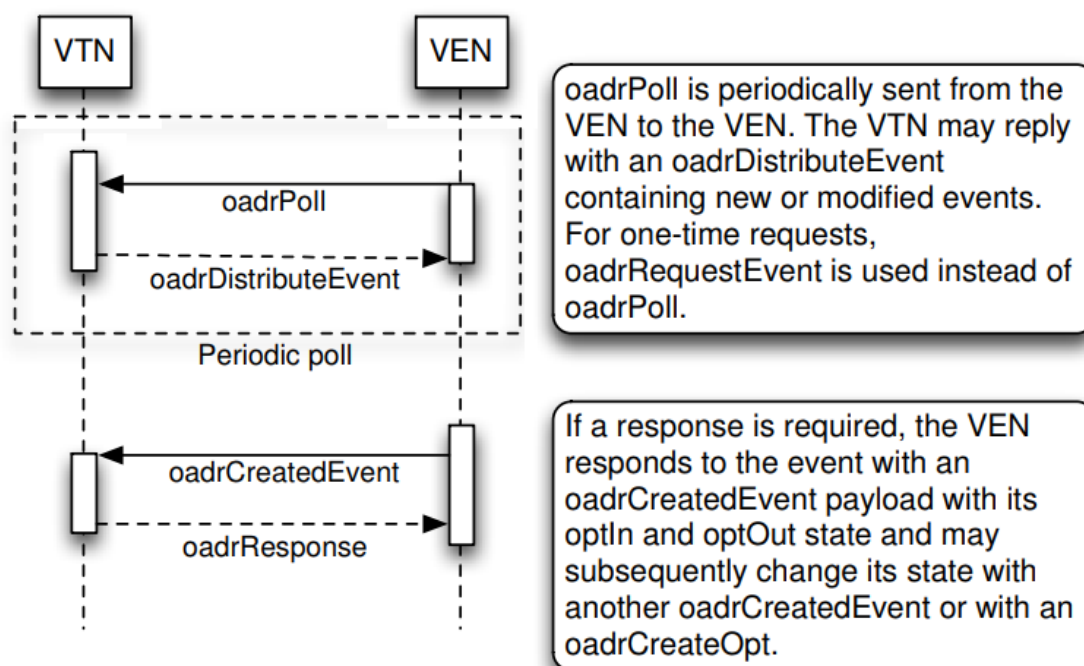 VTN
VEN
oadrPoll
oadrDistributeEvent
Periodic poll
oadrCreatedEvent
oadrResponse
oadrPoll is periodically sent from the
VEN to the VEN. The VTN may reply
with an oadrDistributeEvent
containing new or modified events.
For one-time requests,
oadrRequestEvent is used instead of
oadrPoll.
If a response is required, the VEN
responds to the event with an
oadrCreatedEvent payload with its
optIn and optOut state and may
subsequently change its state with
another oadrCreatedEvent or with an
oadrCreateOpt.